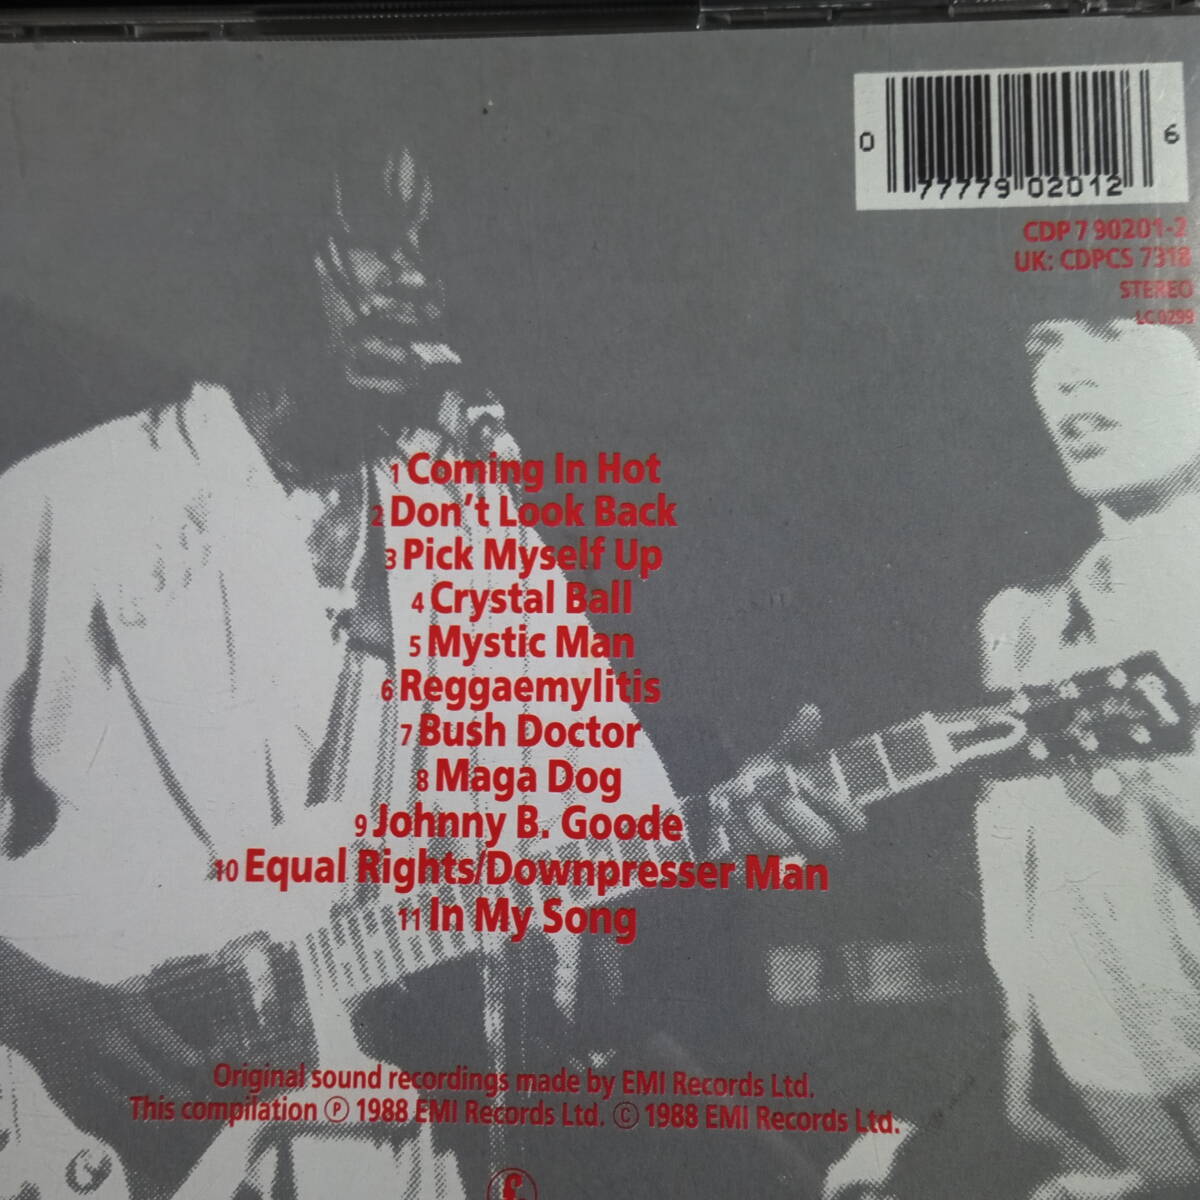 0 77779 02012 6
CDP 7 90201-2
UK: CDPCS 7318
STEREO
LC 0299
1 Coming In Hot
2 Don't Look Back
3 Pick Myself Up
4 Crystal Ball
5 Mystic Man
6 Reggaemylitis
7 Bush Doctor
8 Maga Dog
9 Johnny B. Goode
10 Equal Rights/Downpresser Man
11 In My Song
Original sound recordings made by EMI Records Ltd.
This compilation ℗ 1988 EMI Records Ltd. © 1988 EMI Records Ltd.